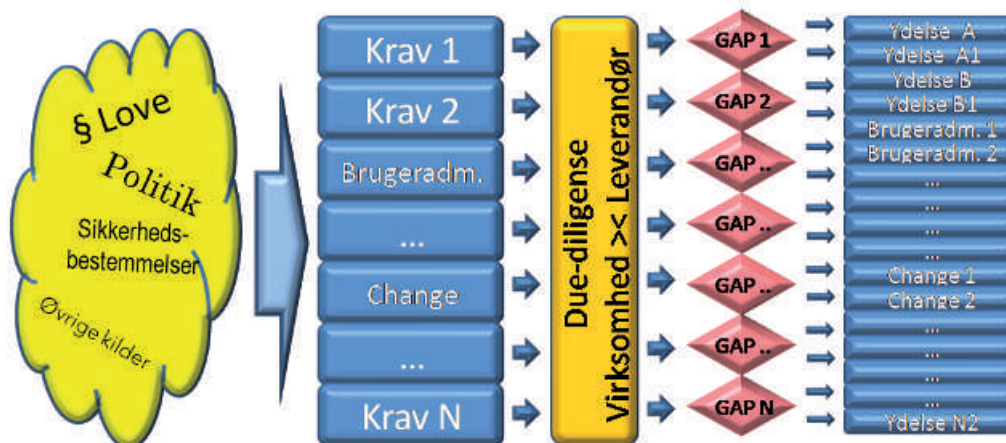 § Love
Politik
Sikkerheds-
bestemmelser
Øvrige kilder
Krav 1
Krav 2
Brugeradm.
...
Change
...
Krav N
Due-diligense
Virksomhed >< Leverandør
GAP 1
GAP 2
GAP ..
GAP ..
GAP ..
GAP ..
GAP N
Ydelse A
Ydelse A1
Ydelse B
Ydelse B1
Brugeradm. 1
Brugeradm. 2
...
...
...
...
Change 1
Change 2
...
...
...
...
Ydelse N2